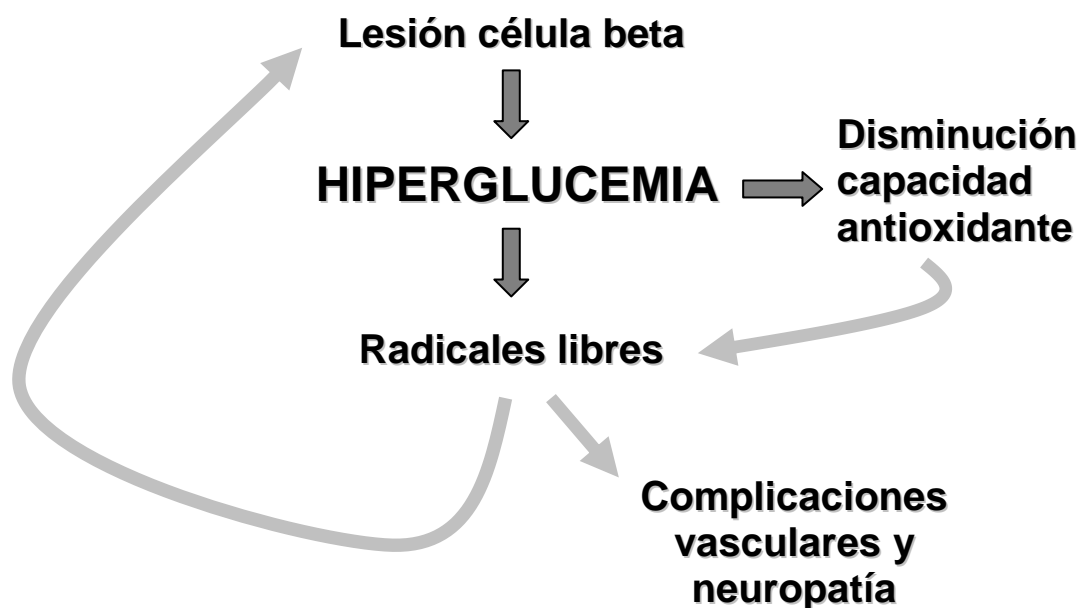 Lesión célula beta
HIPERGLUCEMIA
Disminución
capacidad
antioxidante
Radicales libres
Complicaciones
vasculares y
neuropatía